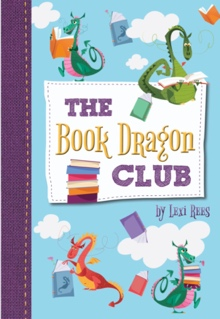 THE
Book Dragon
CLUB
by Lexi Rees